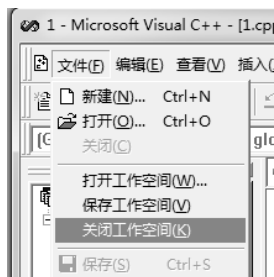 1 - Microsoft Visual C++ - [1.cpp
文件(F) 编辑(E) 查看(V) 插入(
新建(N)... Ctrl+N
打开(O)... Ctrl+O
关闭(C)
打开工作空间(W)...
保存工作空间(V)
关闭工作空间(K)
保存(S) Ctrl+S
[G
glo